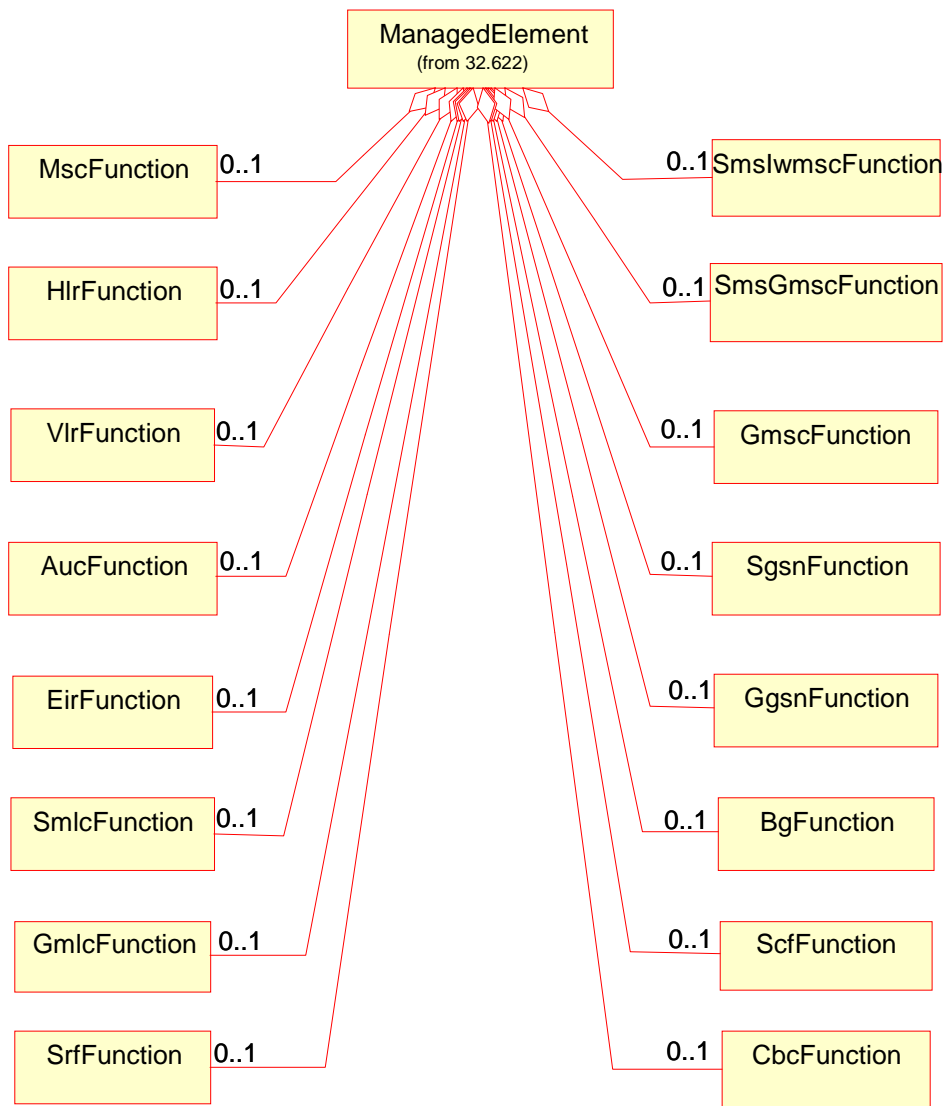 ManagedElement
(from 32.622)
MscFunction
0..1
0..1
SmsIwmscFunction
HlrFunction
0..1
0..1
SmsGmscFunction
VlrFunction
0..1
0..1
GmscFunction
AucFunction
0..1
0..1
SgsnFunction
EirFunction
0..1
0..1
GgsnFunction
SmlcFunction
0..1
0..1
BgFunction
GmlcFunction
0..1
0..1
ScfFunction
SrfFunction
0..1
0..1
CbcFunction